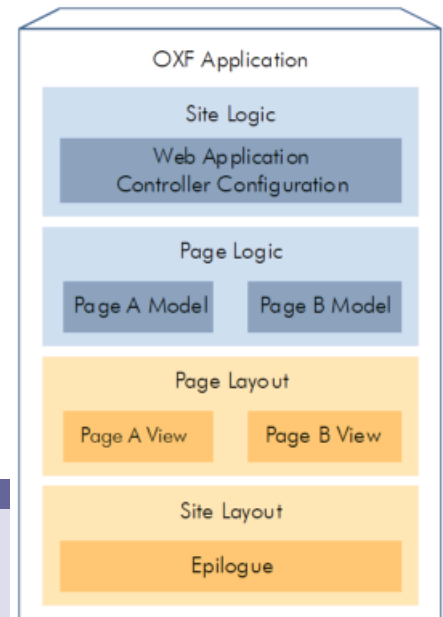 OXF Application
Site Logic
Web Application
Controller Configuration
Page Logic
Page A Model
Page B Model
Page Layout
Page A View
Page B View
Site Layout
Epilogue